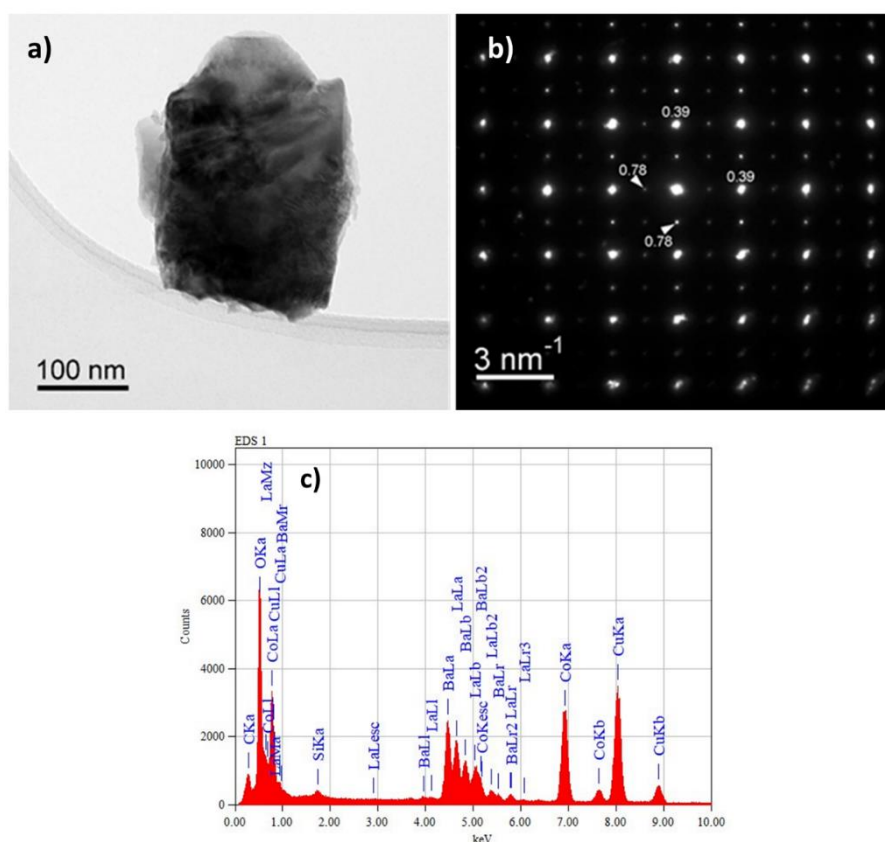 a)
100 nm
b)
0.39
0.78
0.39
0.78
3 nm-1
EDS 1
c)
Counts
10000
8000
6000
4000
2000
0
CKa
OKa
CoLl
LaMa
CoLa CuLl
LaMz
CuLa BaMr
SiKa
LaLesc
BaLl
LaLl
BaLa
LaLa
BaLb
LaLb
CoKesc
BaLb2
LaLb2
BaLr
BaLr2 LaLr
LaLr3
CoKa
CoKb
CuKa
CuKb
0.00 1.00 2.00 3.00 4.00 5.00 6.00 7.00 8.00 9.00 10.00
keV